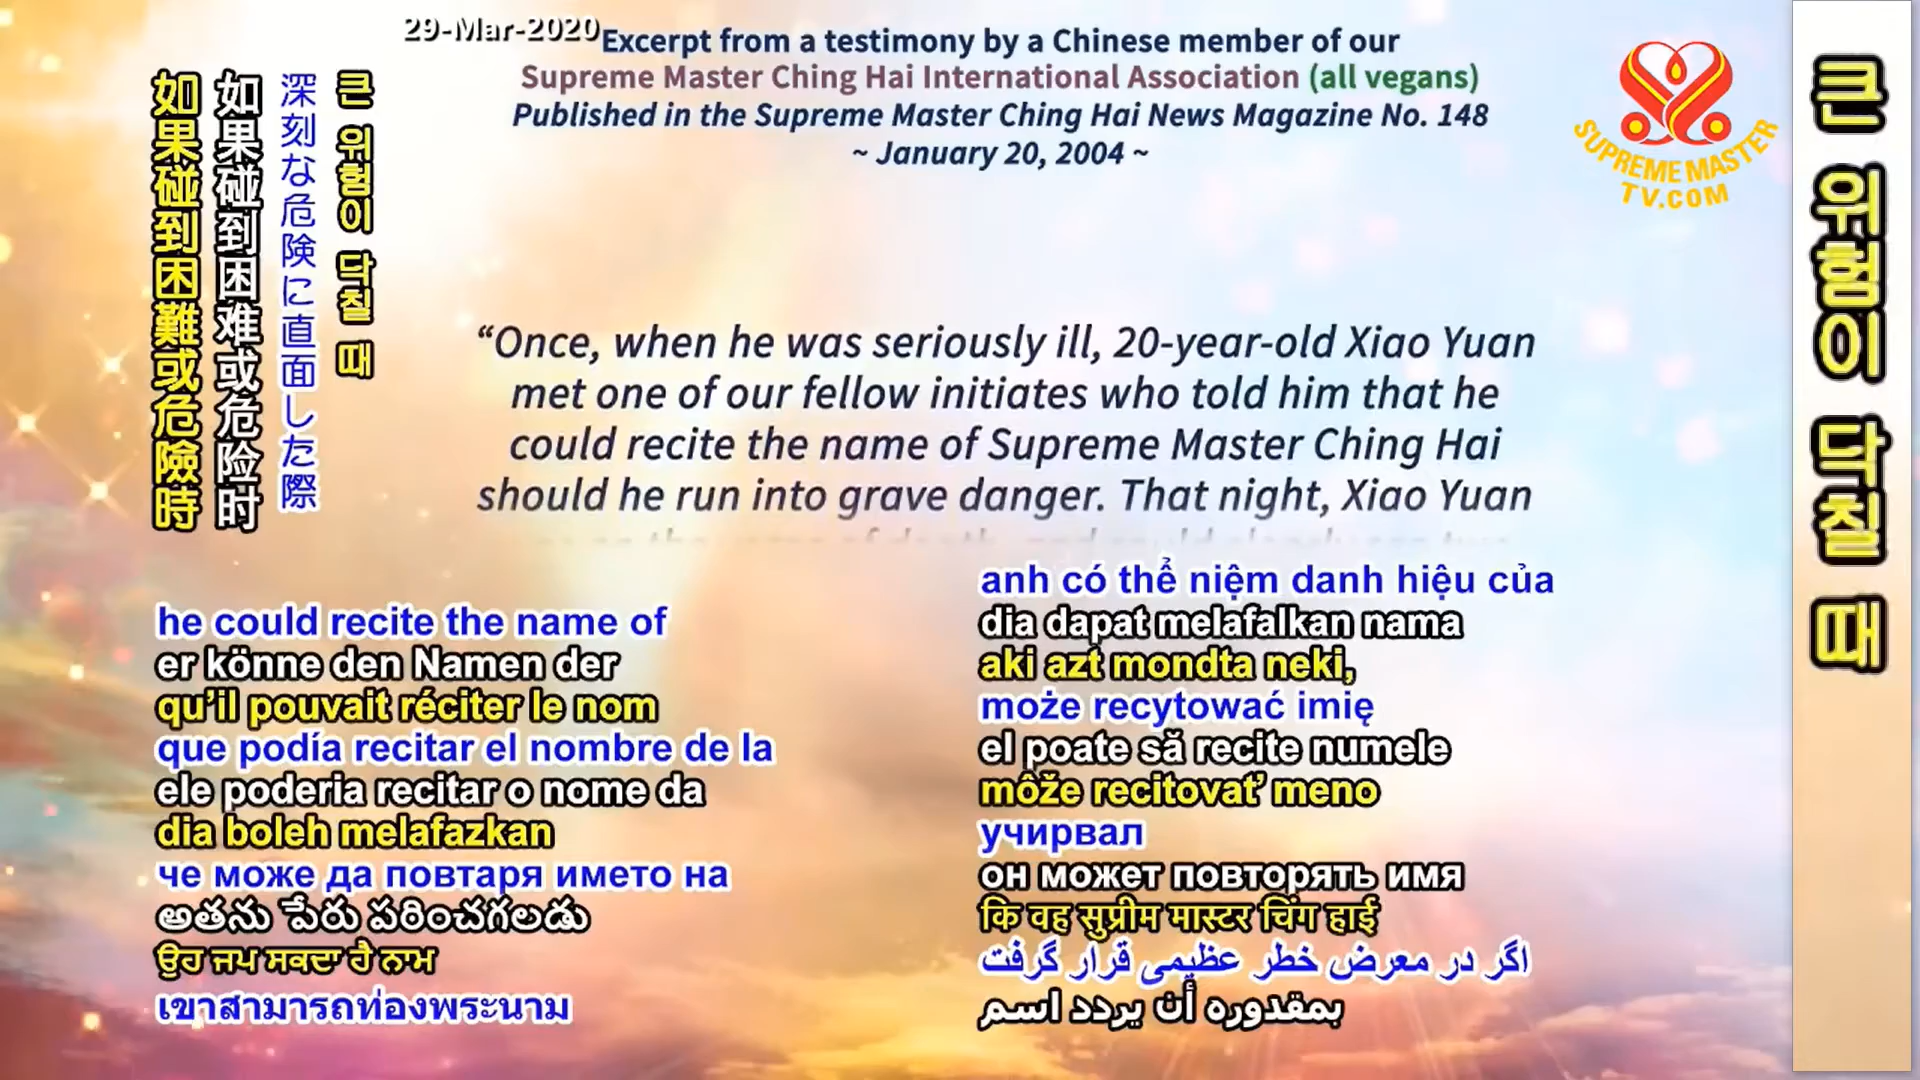 29-Mar-2020
Excerpt from a testimony by a Chinese member of our
Supreme Master Ching Hai International Association (all vegans)
Published in the Supreme Master Ching Hai News Magazine No. 148
~ January 20, 2004 ~
SUPREME MASTER
TV.COM
큰 위험이 닥칠 때
큰 위험이 닥칠 때
深刻な危険に直面した際
如果碰到困难或危险时
如果碰到困難或危險時
“Once, when he was seriously ill, 20-year-old Xiao Yuan
met one of our fellow initiates who told him that he
could recite the name of Supreme Master Ching Hai
should he run into grave danger. That night, Xiao Yuan
he could recite the name of
er könne den Namen der
qu’il pouvait réciter le nom
que podía recitar el nombre de la
ele poderia recitar o nome da
dia boleh melafazkan
че може да повтаря името на
అతను పేరు పఠించగలడు
ਉਹ ਜਪ ਸਕਦਾ ਹੈ ਨਾਮ
เขาสามารถท่องพระนาม
anh có thể niệm danh hiệu của
dia dapat melafalkan nama
aki azt mondta neki,
może recytować imię
el poate să recite numele
môže recitovať meno
учирвал
он может повторять имя
कि वह सुप्रीम मास्टर चिंग हाई
اگر در معرض خطر عظیمی قرار گرفت
بمقدوره أن يردد اسم